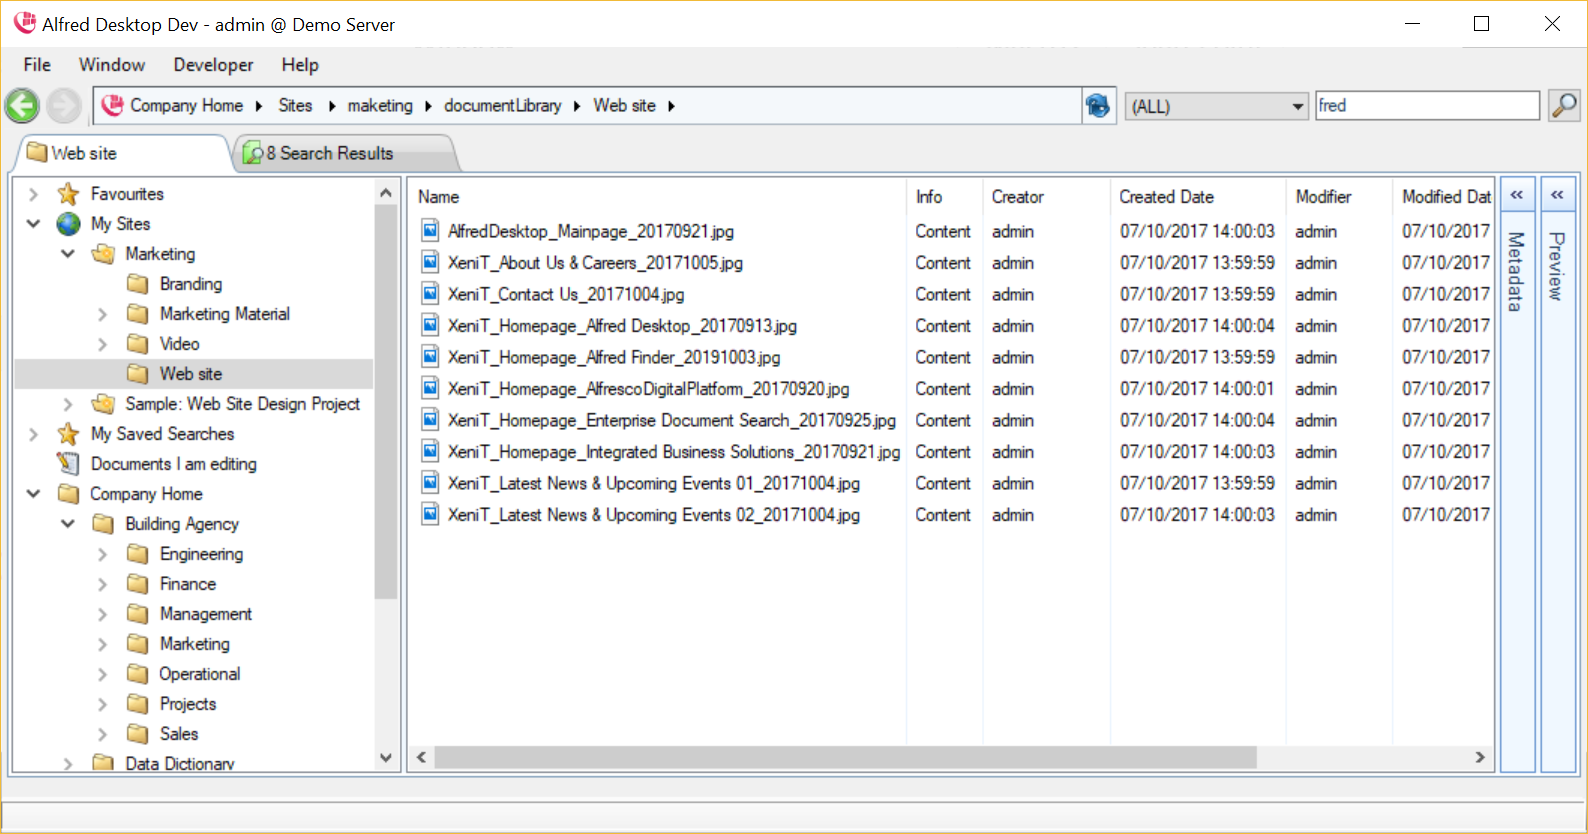 Alfred Desktop Dev - admin @ Demo Server
File Window Developer Help
Company Home Sites maketing documentLibrary Web site (ALL) fred
Web site 8 Search Results
Favourites
My Sites
Marketing
Branding
Marketing Material
Video
Web site
Sample: Web Site Design Project
My Saved Searches
Documents I am editing
Company Home
Building Agency
Engineering
Finance
Management
Marketing
Operational
Projects
Sales
Data Dictionary
Name Info Creator Created Date Modifier Modified Dat
AlfredDesktop_Mainpage_20170921.jpg Content admin 07/10/2017 14:00:03 admin 07/10/2017
XeniT_About Us & Careers_20171005.jpg Content admin 07/10/2017 13:59:59 admin 07/10/2017
XeniT_Contact Us_20171004.jpg Content admin 07/10/2017 13:59:59 admin 07/10/2017
XeniT_Homepage_Alfred Desktop_20170913.jpg Content admin 07/10/2017 14:00:04 admin 07/10/2017
XeniT_Homepage_Alfred Finder_20191003.jpg Content admin 07/10/2017 13:59:59 admin 07/10/2017
XeniT_Homepage_AlfrescoDigitalPlatform_20170920.jpg Content admin 07/10/2017 14:00:01 admin 07/10/2017
XeniT_Homepage_Enterprise Document Search_20170925.jpg Content admin 07/10/2017 14:00:04 admin 07/10/2017
XeniT_Homepage_Integrated Business Solutions_20170921.jpg Content admin 07/10/2017 14:00:03 admin 07/10/2017
XeniT_Latest News & Upcoming Events 01_20171004.jpg Content admin 07/10/2017 13:59:59 admin 07/10/2017
XeniT_Latest News & Upcoming Events 02_20171004.jpg Content admin 07/10/2017 14:00:03 admin 07/10/2017
Metadata
Preview